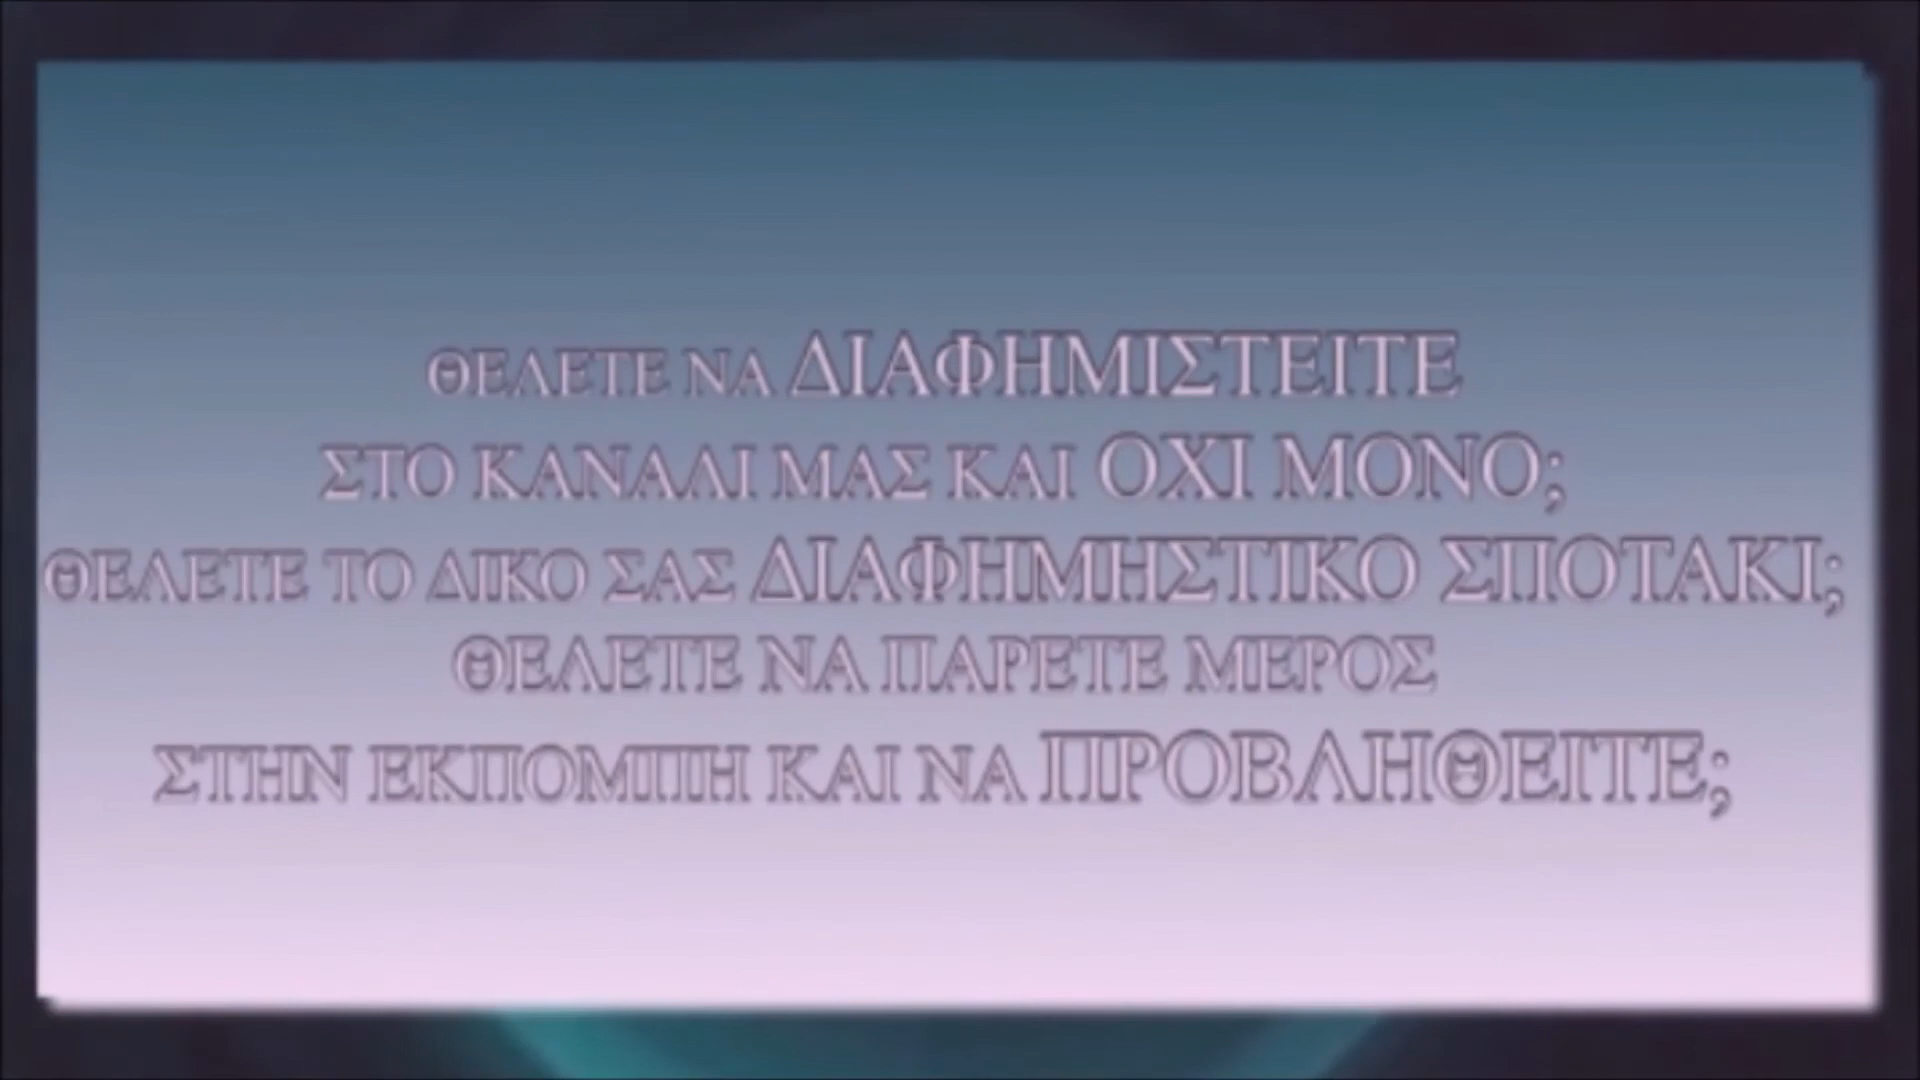 ΘΕΛΕΤΕ ΝΑ ΔΙΑΦΗΜΙΣΤΕΙΤΕ
ΣΤΟ ΚΑΝΑΛΙ ΜΑΣ ΚΑΙ ΟΧΙ ΜΟΝΟ;
ΘΕΛΕΤΕ ΤΟ ΔΙΚΟ ΣΑΣ ΔΙΑΦΗΜΗΣΤΙΚΟ ΣΠΟΤΑΚΙ;
ΘΕΛΕΤΕ ΝΑ ΠΑΡΕΤΕ ΜΕΡΟΣ
ΣΤΗΝ ΕΚΠΟΜΠΗ ΚΑΙ ΝΑ ΠΡΟΒΛΗΘΕΙΤΕ;